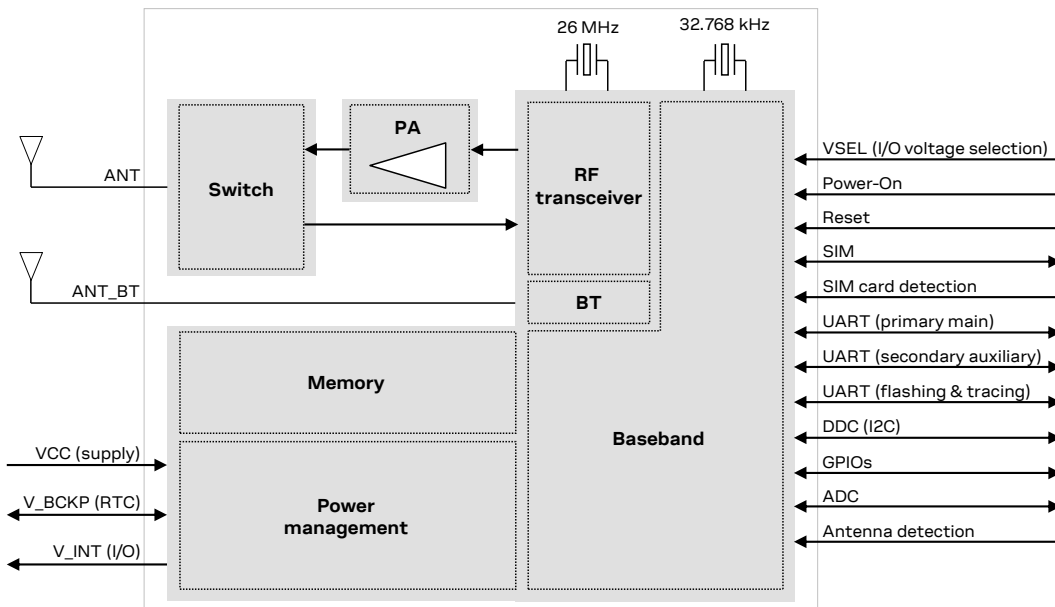 26 MHz
32.768 kHz
PA
ANT
Switch
RF
transceiver
ANT_BT
BT
Memory
Baseband
VCC (supply)
V_BCKP (RTC)
V_INT (I/O)
Power
management
VSEL (I/O voltage selection)
Power-On
Reset
SIM
SIM card detection
UART (primary main)
UART (secondary auxiliary)
UART (flashing & tracing)
DDC (I2C)
GPIOs
ADC
Antenna detection